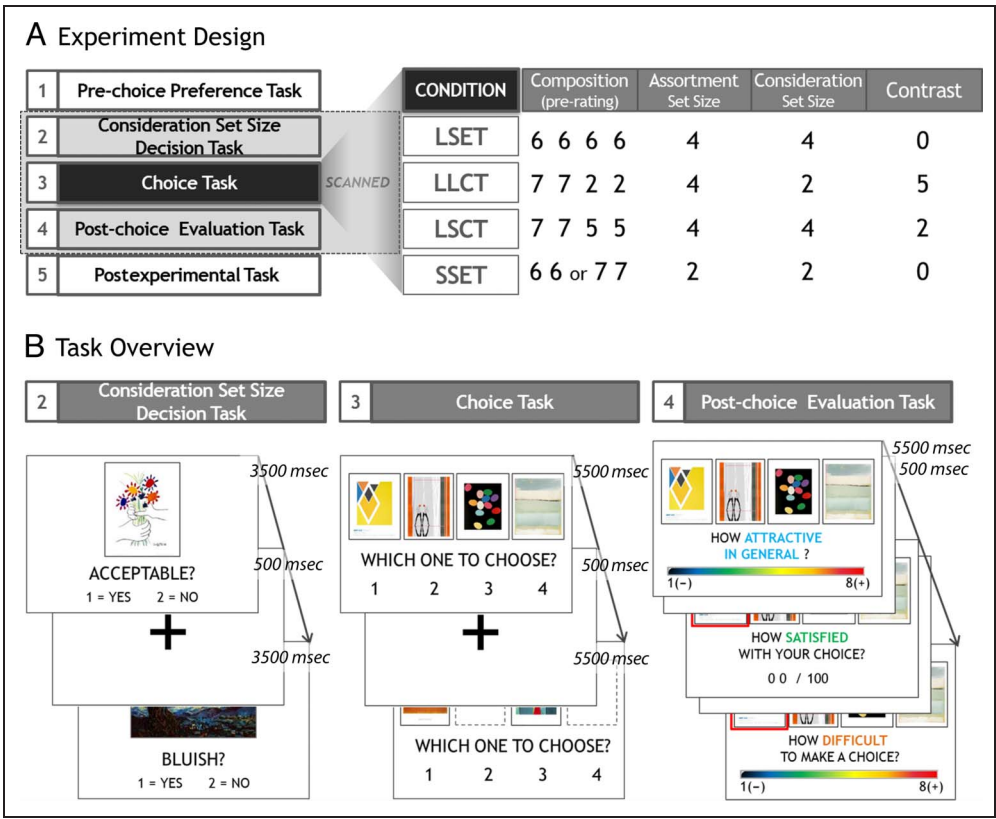 A Experiment Design
1 Pre-choice Preference Task
2 Consideration Set Size
Decision Task
3 Choice Task
4 Post-choice Evaluation Task
5 Postexperimental Task
SCANNED
CONDITION Composition (pre-rating) Assortment Set Size Consideration Set Size Contrast
LSET 6 6 6 6 4 4 0
LLCT 7 7 2 2 4 2 5
LSCT 7 7 5 5 4 4 2
SSET 6 6 or 7 7 2 2 0
B Task Overview
2 Consideration Set Size
Decision Task
3500 msec
ACCEPTABLE?
1 = YES 2 = NO
500 msec
+
3500 msec
BLUISH?
1 = YES 2 = NO
3 Choice Task
5500 msec
WHICH ONE TO CHOOSE?
1 2 3 4
500 msec
+
5500 msec
WHICH ONE TO CHOOSE?
1 2 3 4
4 Post-choice Evaluation Task
5500 msec
500 msec
HOW ATTRACTIVE
IN GENERAL ?
1(−) 8(+)
HOW SATISFIED
WITH YOUR CHOICE?
0 0 / 100
HOW DIFFICULT
TO MAKE A CHOICE?
1(−) 8(+)